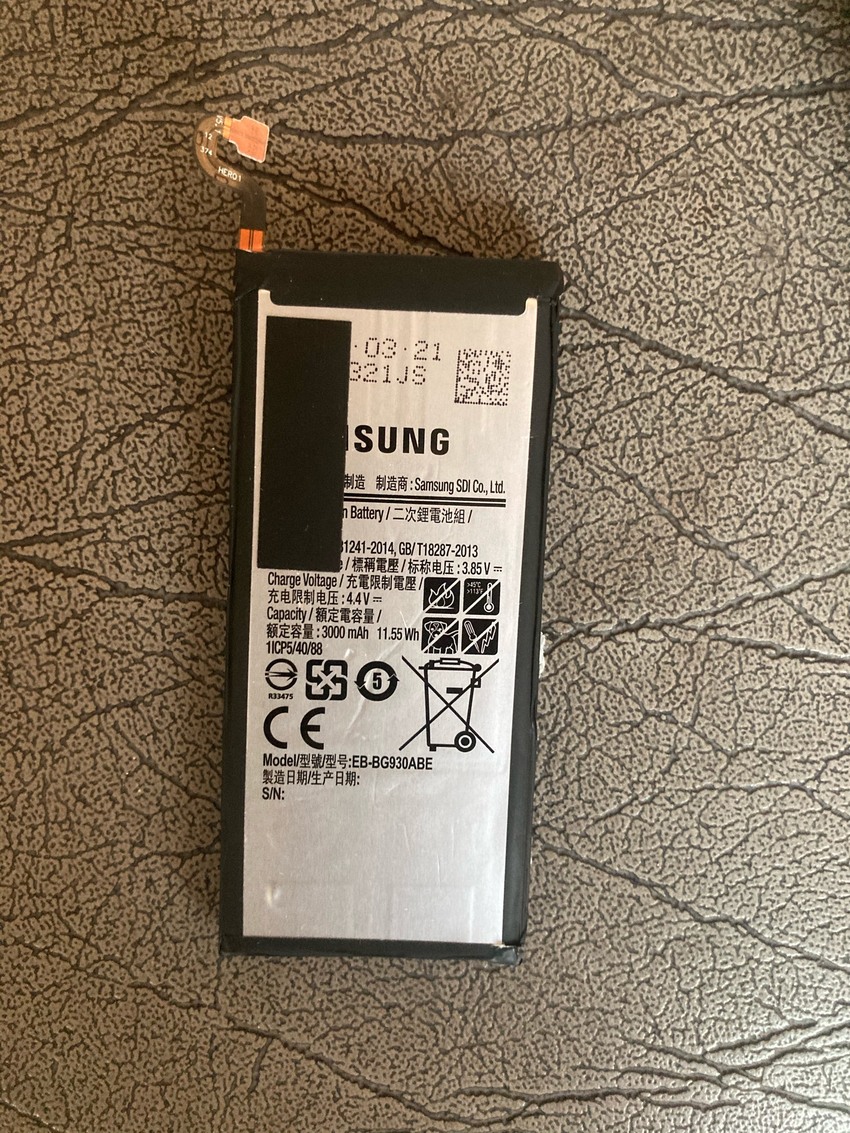 HERO1
·03·21
321JS
SUNG
制造 制造商 : Samsung SDI Co., Ltd.
Battery / 二次鋰電池組 /
31241-2014, GB/ T18287-2013
/ 標稱電壓 / 标称电压 : 3.85 V ⎓
Charge Voltage / 充電限制電壓 /
充电限制电压 : 4.4 V ⎓
>45°C
>113°F
Capacity / 額定電容量 /
额定容量 : 3000 mAh 11.55 Wh
1ICP5/40/88
5
R33475
CE
Model/型號/型号:EB-BG930ABE
製造日期/生产日期:
S/N: